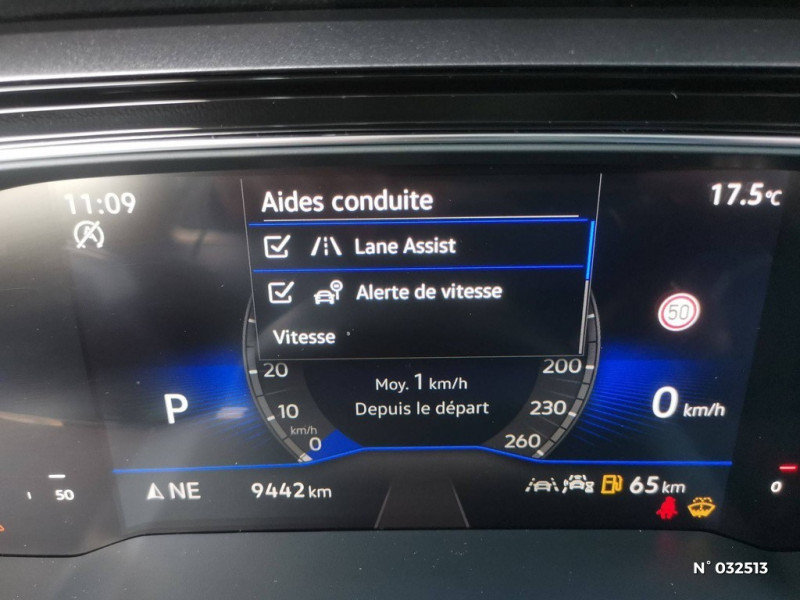 11:09
Aides conduite
17.5°C
Lane Assist
Alerte de vitesse
Vitesse
50
20
10
km/h
0
Moy. 1 km/h
Depuis le départ
200
230
260
P
0 km/h
50
NE
9442 km
65 km
0
N° 032513